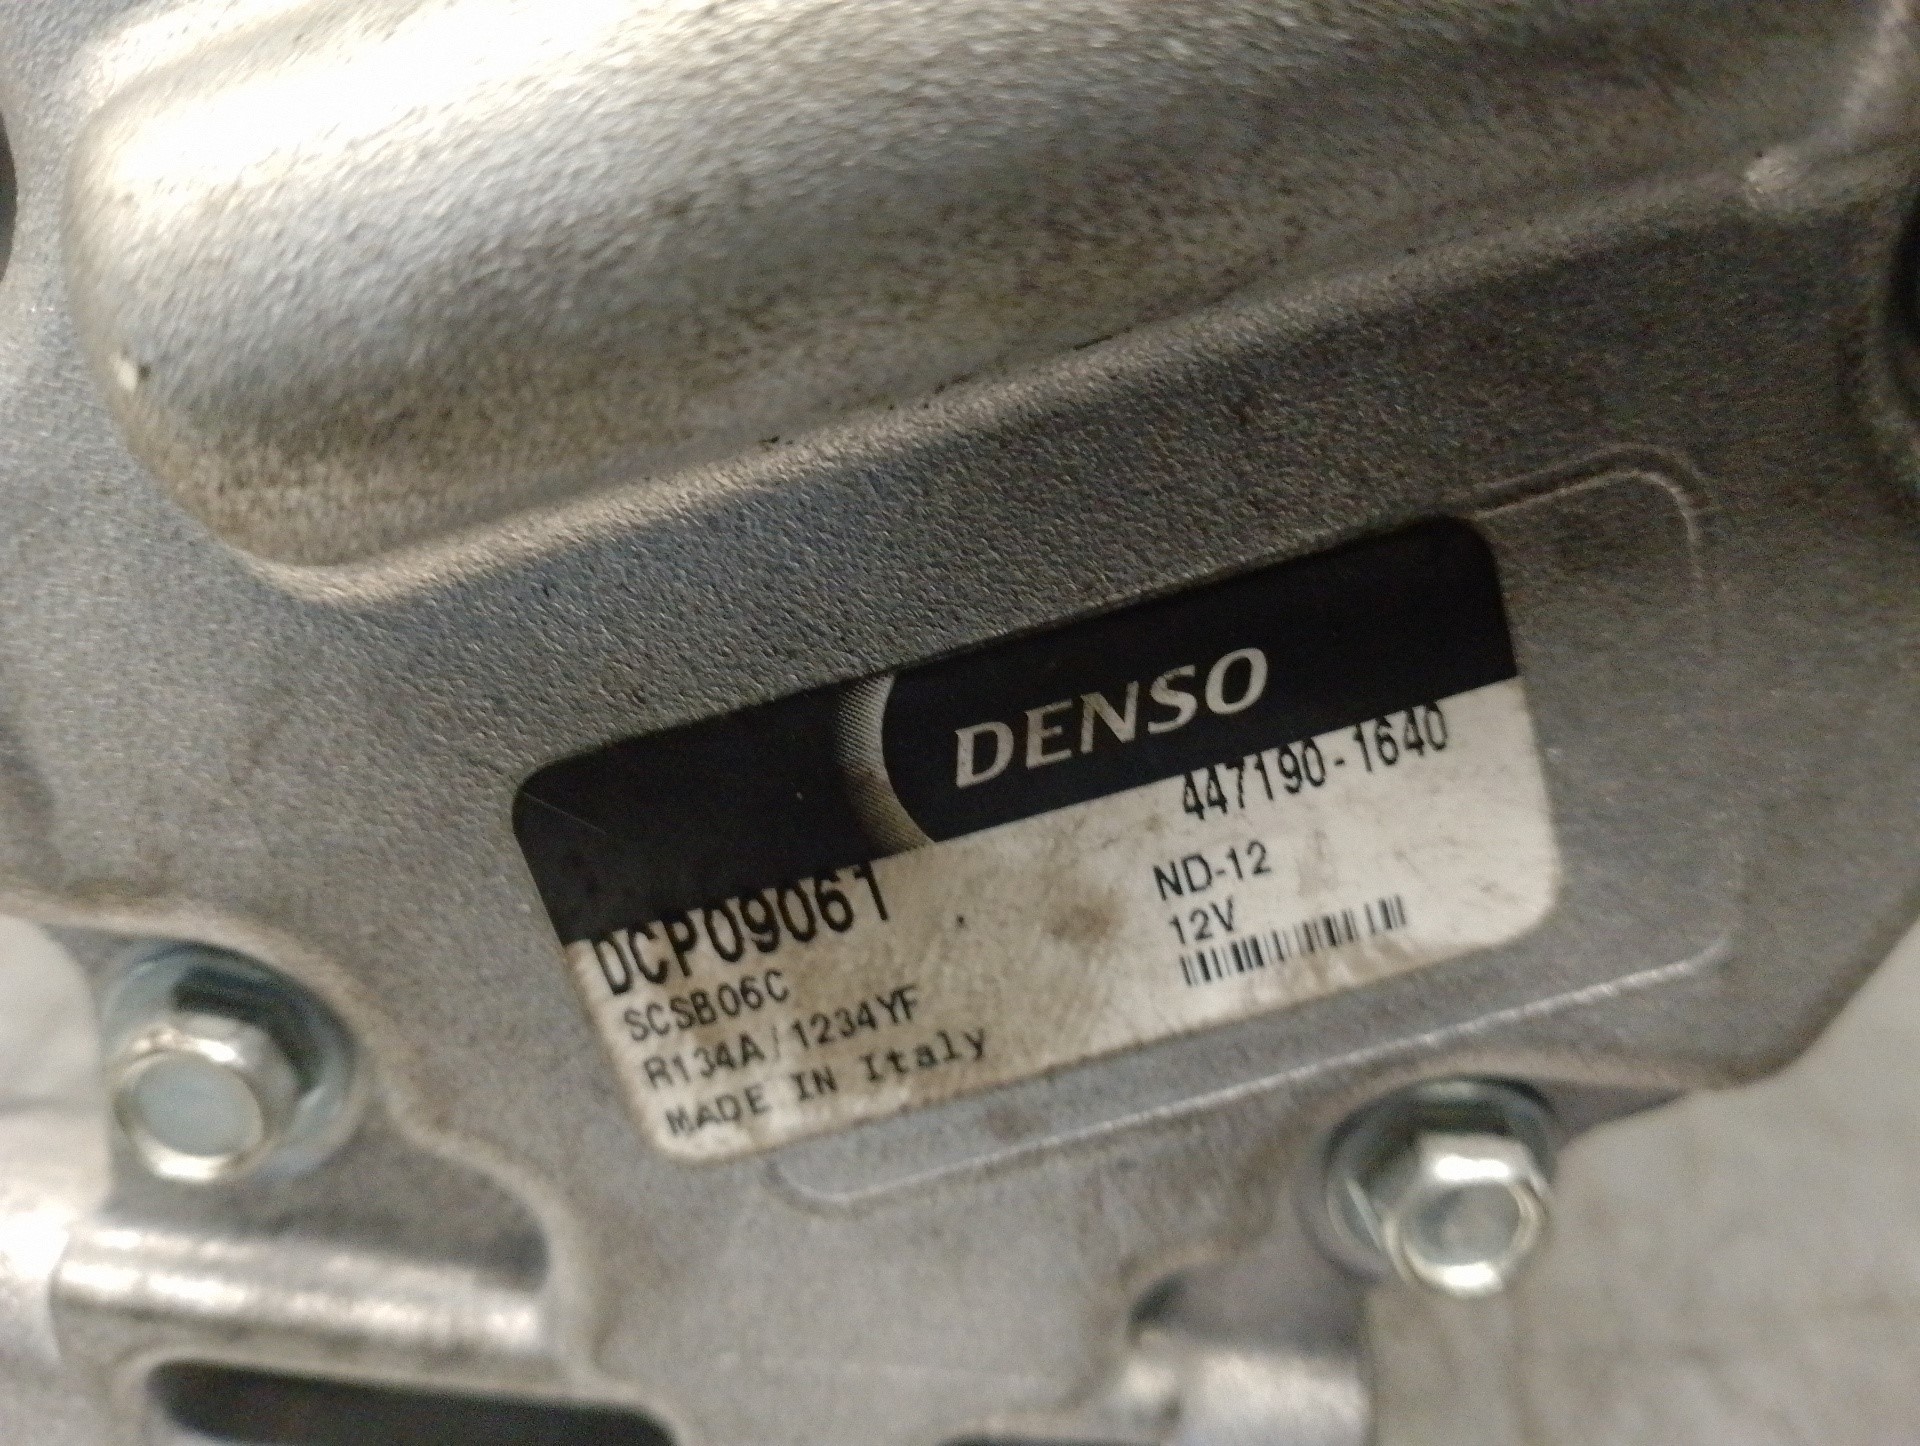 DENSO
447190-1640
DCP09061
ND-12
SCSB06C
12V
R134A/1234YF
MADE IN Italy